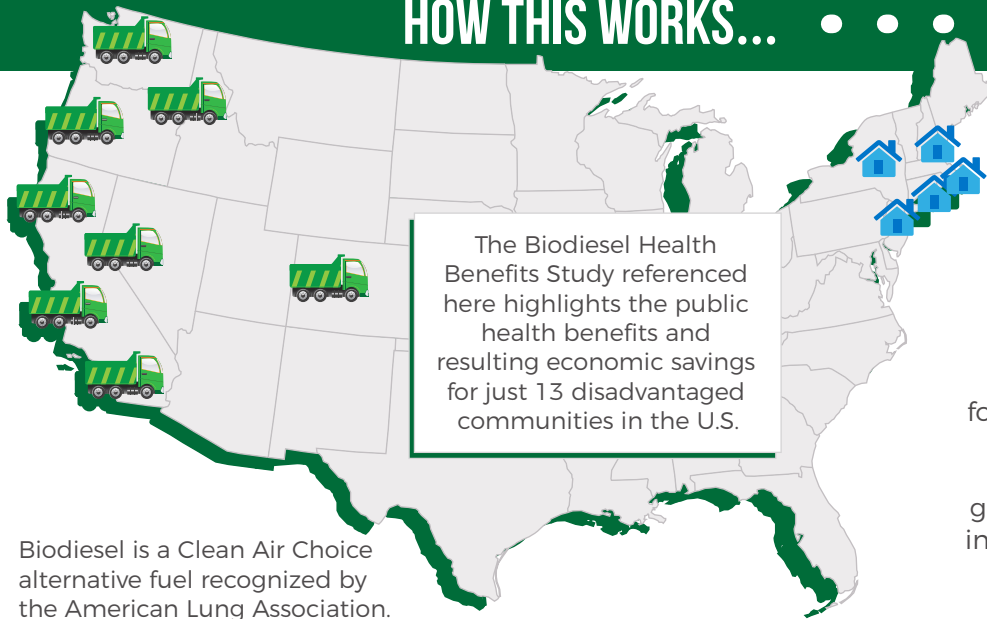 HOW THIS WORKS...
The Biodiesel Health
Benefits Study referenced
here highlights the public
health benefits and
resulting economic savings
for just 13 disadvantaged
communities in the U.S.
Biodiesel is a Clean Air Choice
alternative fuel recognized by
the American Lung Association.